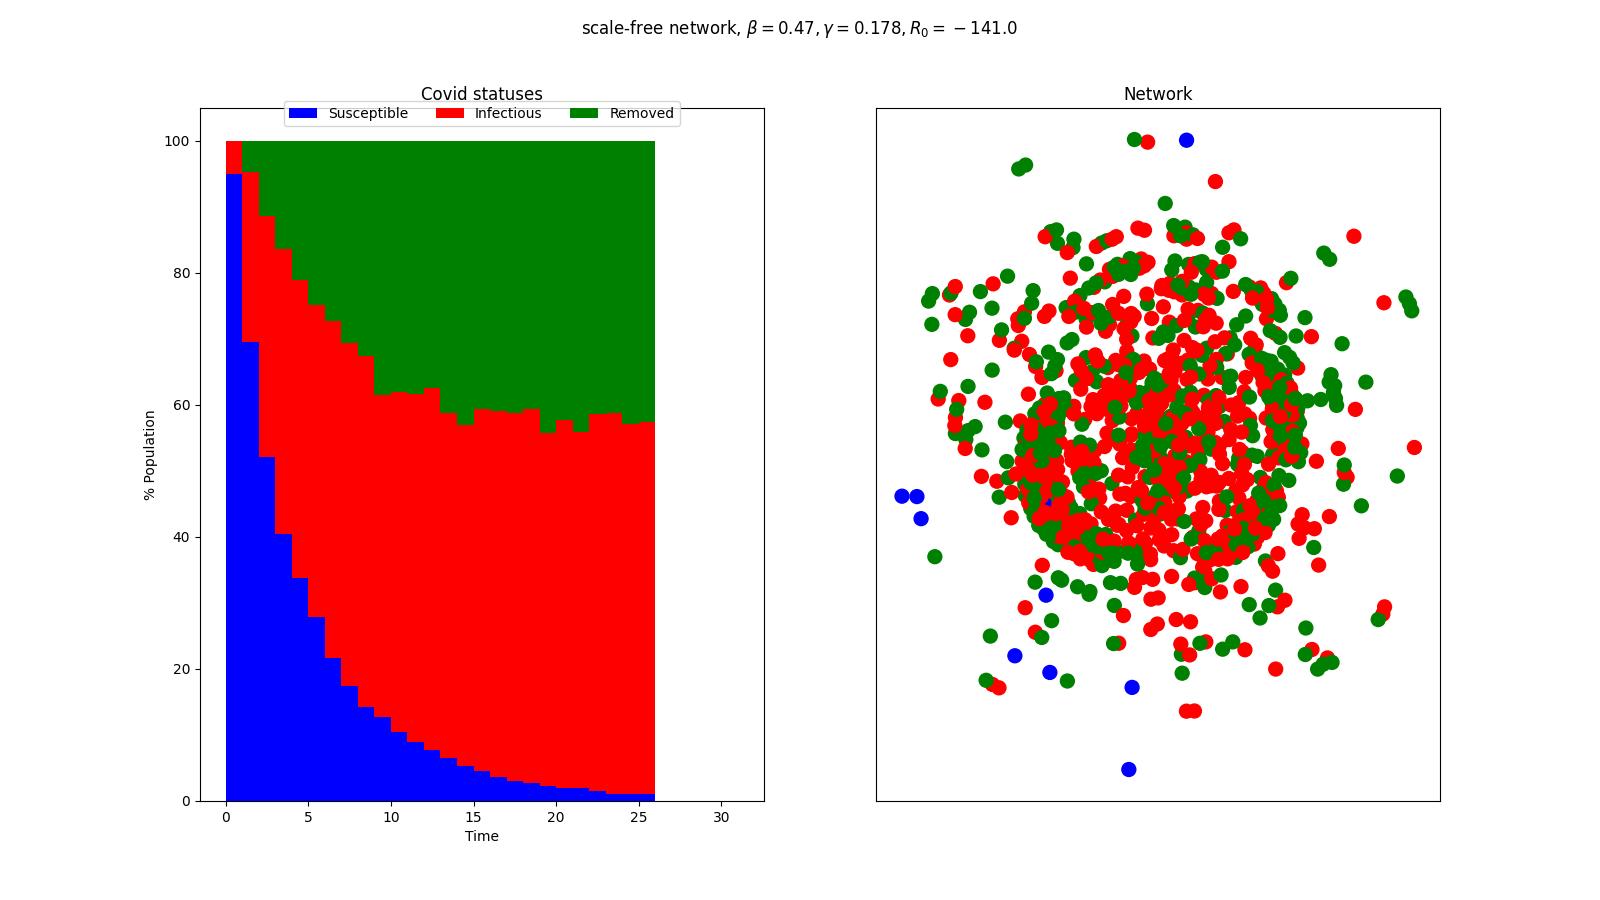 scale-free network, β = 0.47, γ = 0.178, R₀ = − 141.0
Covid statuses
Susceptible Infectious Removed
100
80
60
40
20
0
% Population
0 5 10 15 20 25 30
Time
Network